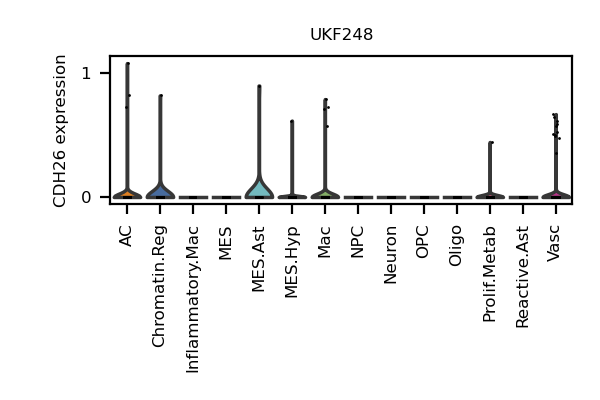 UKF248
CDH26 expression
1
0
AC
Chromatin.Reg
Inflammatory.Mac
MES
MES.Ast
MES.Hyp
Mac
NPC
Neuron
OPC
Oligo
Prolif.Metab
Reactive.Ast
Vasc